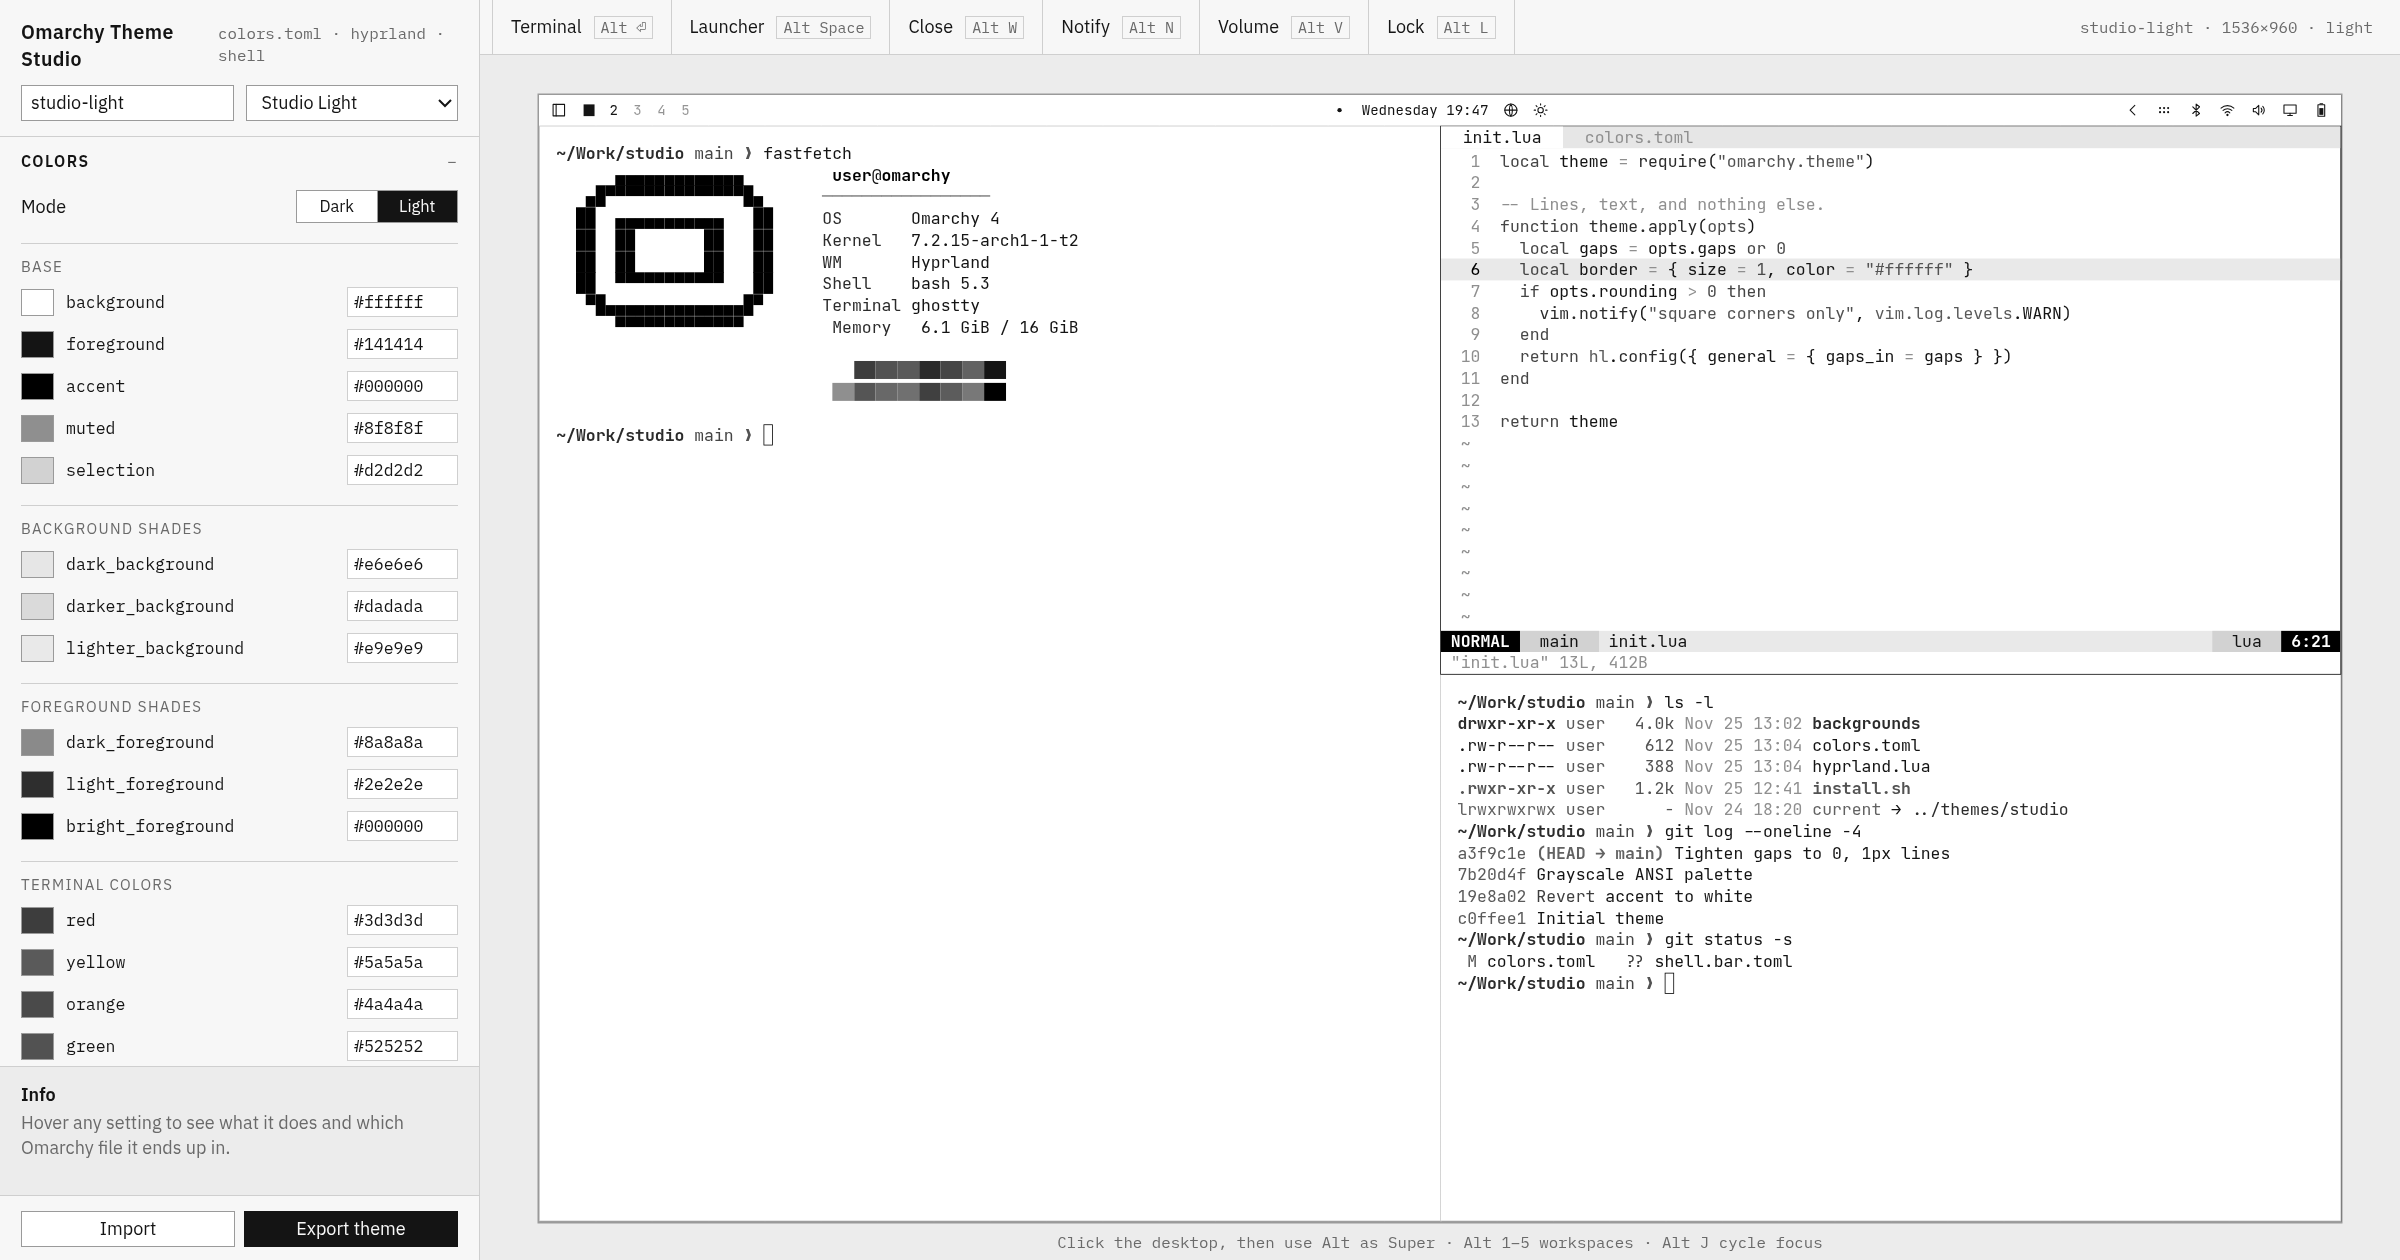 Omarchy Theme Studio
colors.toml · hyprland · shell
studio-light
Studio Light
COLORS
Mode
Dark
Light
BASE
background #ffffff
foreground #141414
accent #000000
muted #8f8f8f
selection #d2d2d2
BACKGROUND SHADES
dark_background #e6e6e6
darker_background #dadada
lighter_background #e9e9e9
FOREGROUND SHADES
dark_foreground #8a8a8a
light_foreground #2e2e2e
bright_foreground #000000
TERMINAL COLORS
red #3d3d3d
yellow #5a5a5a
orange #4a4a4a
green #525252
Info
Hover any setting to see what it does and which
Omarchy file it ends up in.
Import
Export theme
Terminal Alt ⏎
Launcher Alt Space
Close Alt W
Notify Alt N
Volume Alt V
Lock Alt L
studio-light · 1536×960 · light
2 3 4 5
• Wednesday 19:47
~/Work/studio main ❯ fastfetch
user@omarchy
OS Omarchy 4
Kernel 7.2.15-arch1-1-t2
WM Hyprland
Shell bash 5.3
Terminal ghostty
Memory 6.1 GiB / 16 GiB
~/Work/studio main ❯
init.lua colors.toml
1 local theme = require("omarchy.theme")
2
3 -- Lines, text, and nothing else.
4 function theme.apply(opts)
5 local gaps = opts.gaps or 0
6 local border = { size = 1, color = "#ffffff" }
7 if opts.rounding > 0 then
8 vim.notify("square corners only", vim.log.levels.WARN)
9 end
10 return hl.config({ general = { gaps_in = gaps } })
11 end
12
13 return theme
~
~
~
~
~
~
~
~
~
NORMAL main init.lua lua 6:21
"init.lua" 13L, 412B
~/Work/studio main ❯ ls -l
drwxr-xr-x user 4.0k Nov 25 13:02 backgrounds
.rw-r--r-- user 612 Nov 25 13:04 colors.toml
.rw-r--r-- user 388 Nov 25 13:04 hyprland.lua
.rwxr-xr-x user 1.2k Nov 25 12:41 install.sh
lrwxrwxrwx user - Nov 24 18:20 current → ../themes/studio
~/Work/studio main ❯ git log --oneline -4
a3f9c1e (HEAD → main) Tighten gaps to 0, 1px lines
7b20d4f Grayscale ANSI palette
19e8a02 Revert accent to white
c0ffee1 Initial theme
~/Work/studio main ❯ git status -s
M colors.toml ?? shell.bar.toml
~/Work/studio main ❯
Click the desktop, then use Alt as Super · Alt 1–5 workspaces · Alt J cycle focus